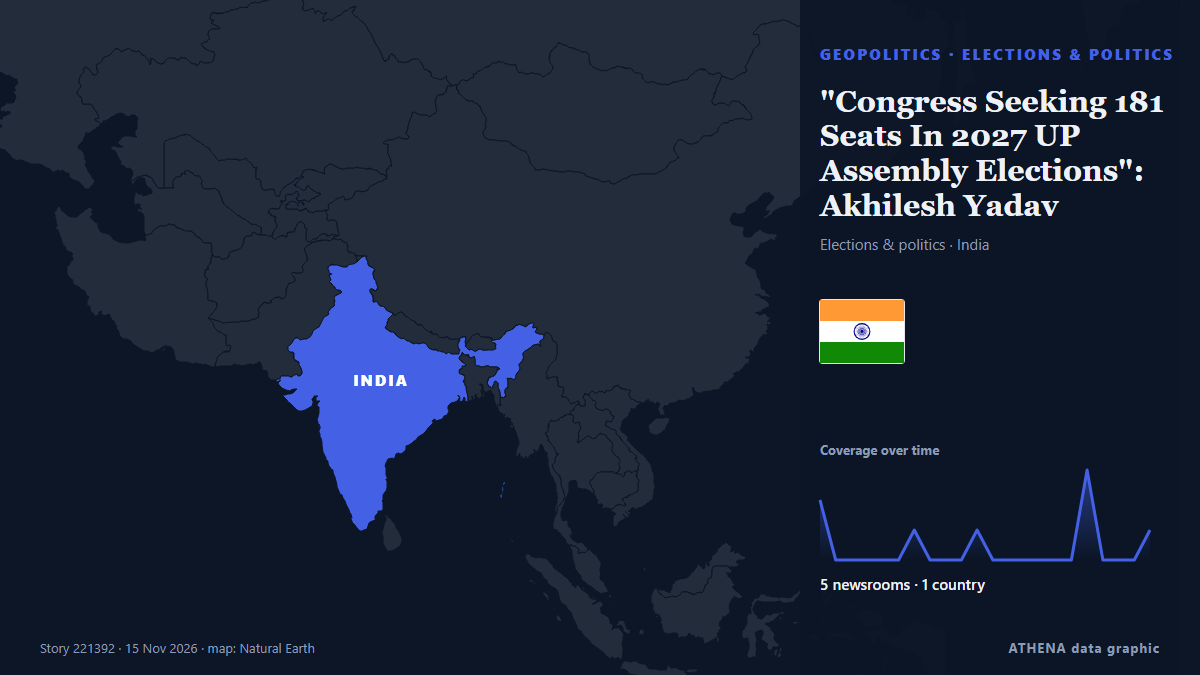 GEOPOLITICS · ELECTIONS & POLITICS
"Congress Seeking 181
Seats In 2027 UP
Assembly Elections":
Akhilesh Yadav
Elections & politics · India
INDIA
Coverage over time
5 newsrooms · 1 country
Story 221392 · 15 Nov 2026 · map: Natural Earth
ATHENA data graphic